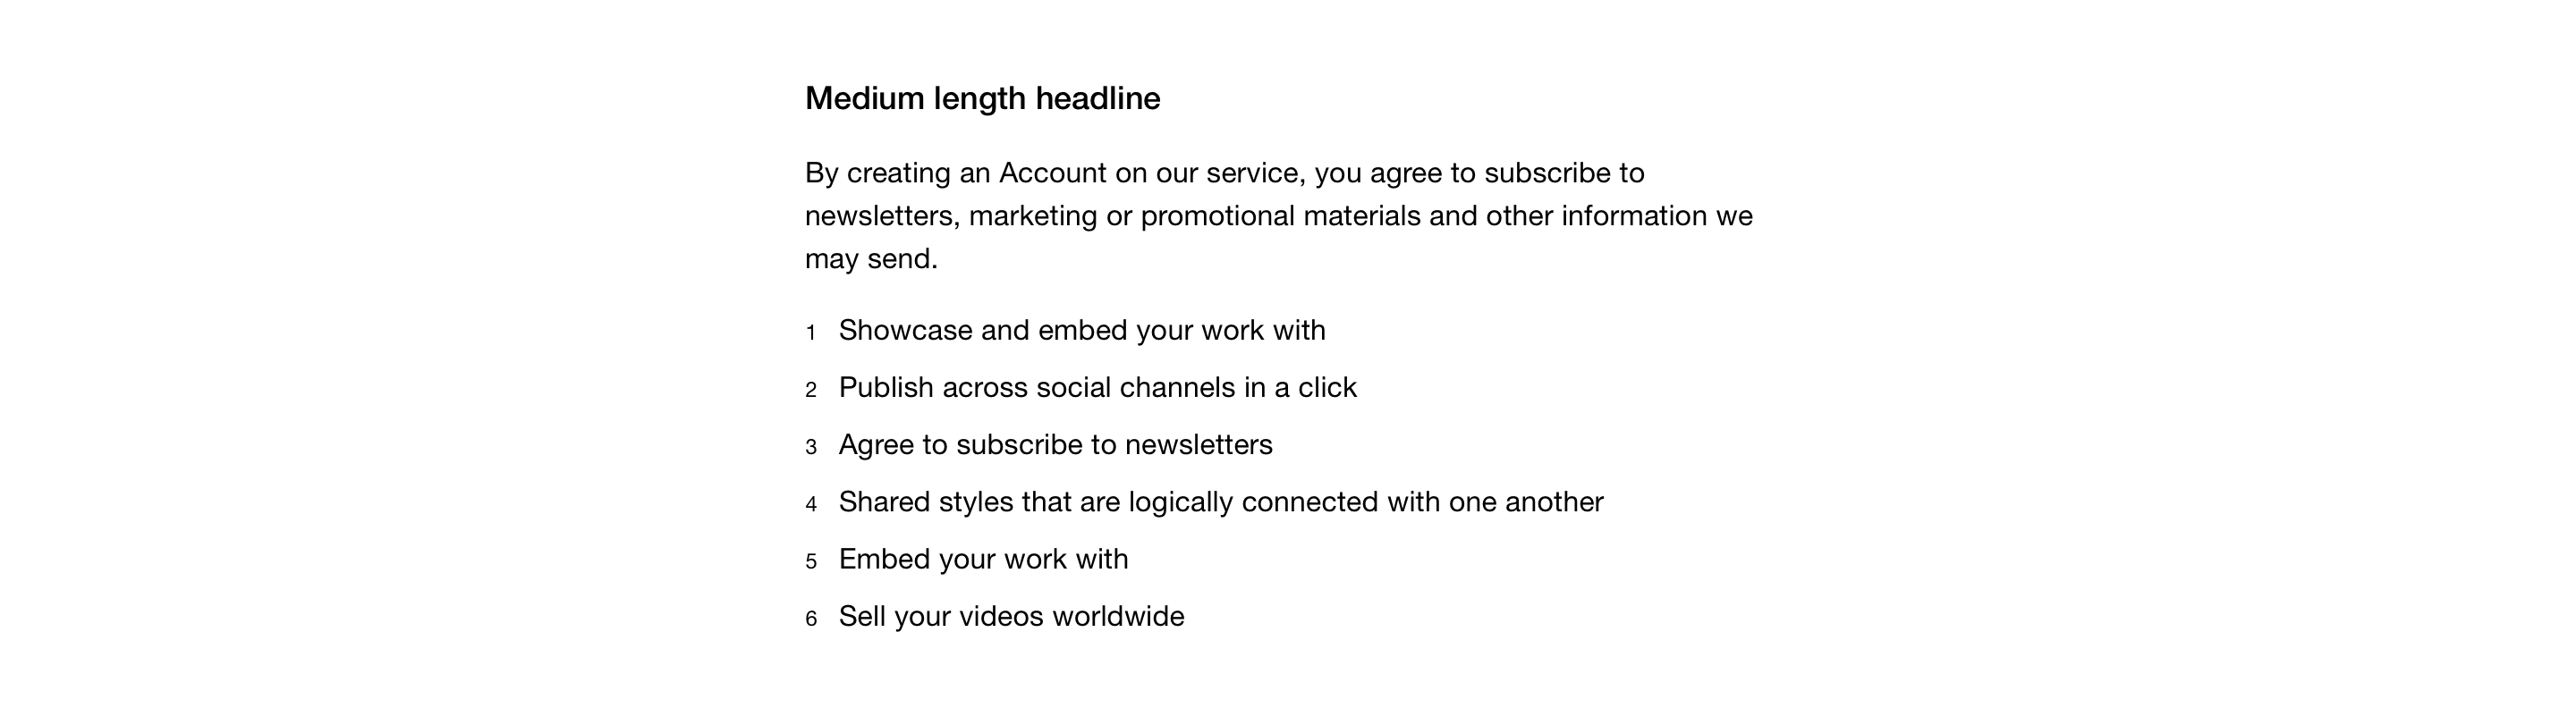 Medium length headline
By creating an Account on our service, you agree to subscribe to
newsletters, marketing or promotional materials and other information we
may send.
1 Showcase and embed your work with
2 Publish across social channels in a click
3 Agree to subscribe to newsletters
4 Shared styles that are logically connected with one another
5 Embed your work with
6 Sell your videos worldwide